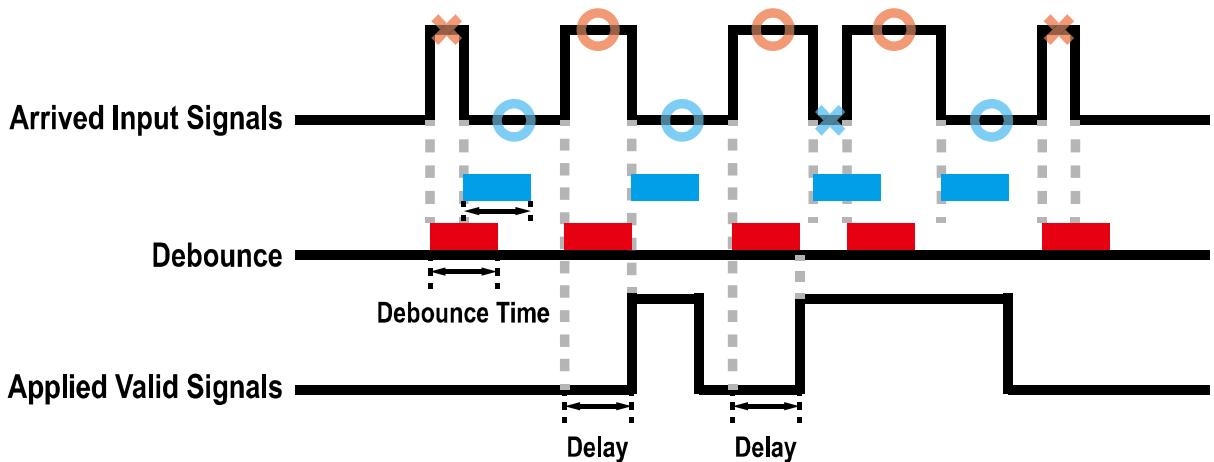 Arrived Input Signals
Debounce
Debounce Time
Applied Valid Signals
Delay
Delay